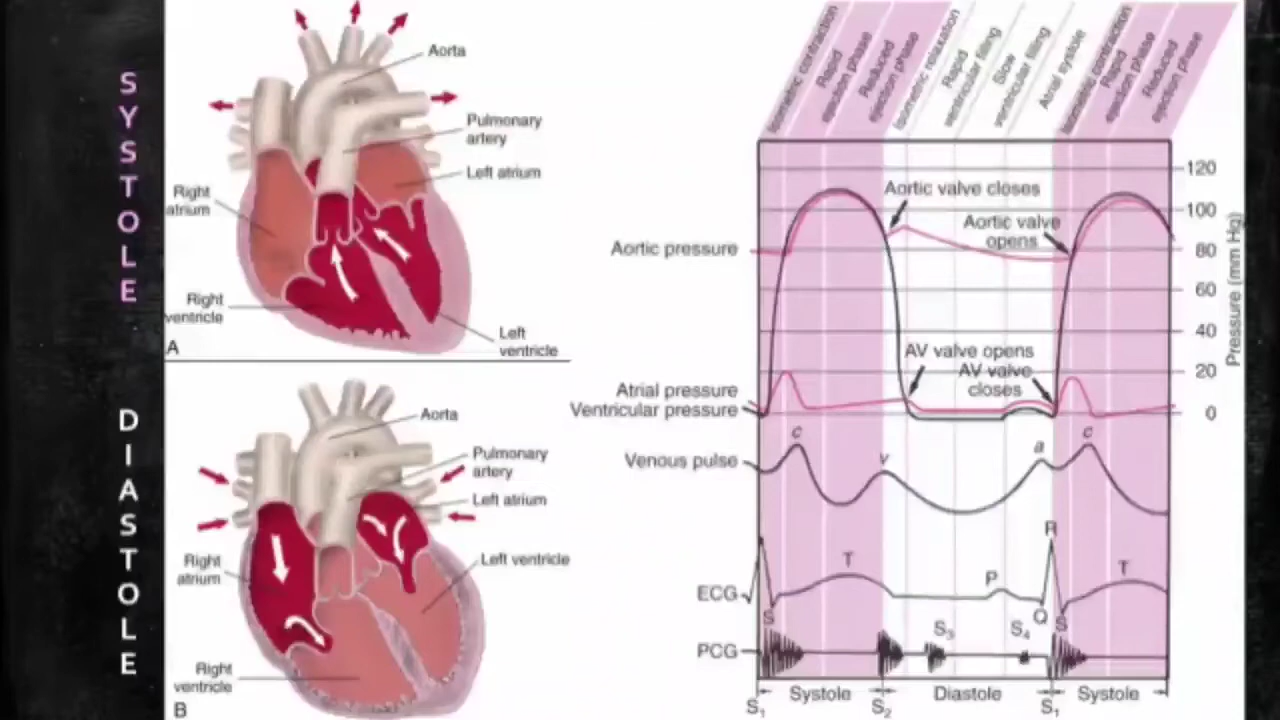 SYSTOLE
DIASTOLE
Aorta
Pulmonary
artery
Left atrium
Right
atrium
Right
ventricle
Left
ventricle
A
Aorta
Pulmonary
artery
Left atrium
Left ventricle
Right
atrium
Right
ventricle
B
Isometric contraction
Rapid
ejection phase
Reduced
ejection phase
Isometric relaxation
Rapid
ventricular filling
Slow
ventricular filling
Atrial systole
Isometric contraction
Rapid
ejection phase
Reduced
ejection phase
120
100
80
60
40
20
0
Pressure (mm Hg)
Aortic valve closes
Aortic valve
opens
Aortic pressure
AV valve opens
AV valve
closes
Atrial pressure
Ventricular pressure
c
v
a
c
Venous pulse
R
T
P
T
ECG
S
Q
S
S3
S4
PCG
Systole
Diastole
Systole
S1
S2
S1